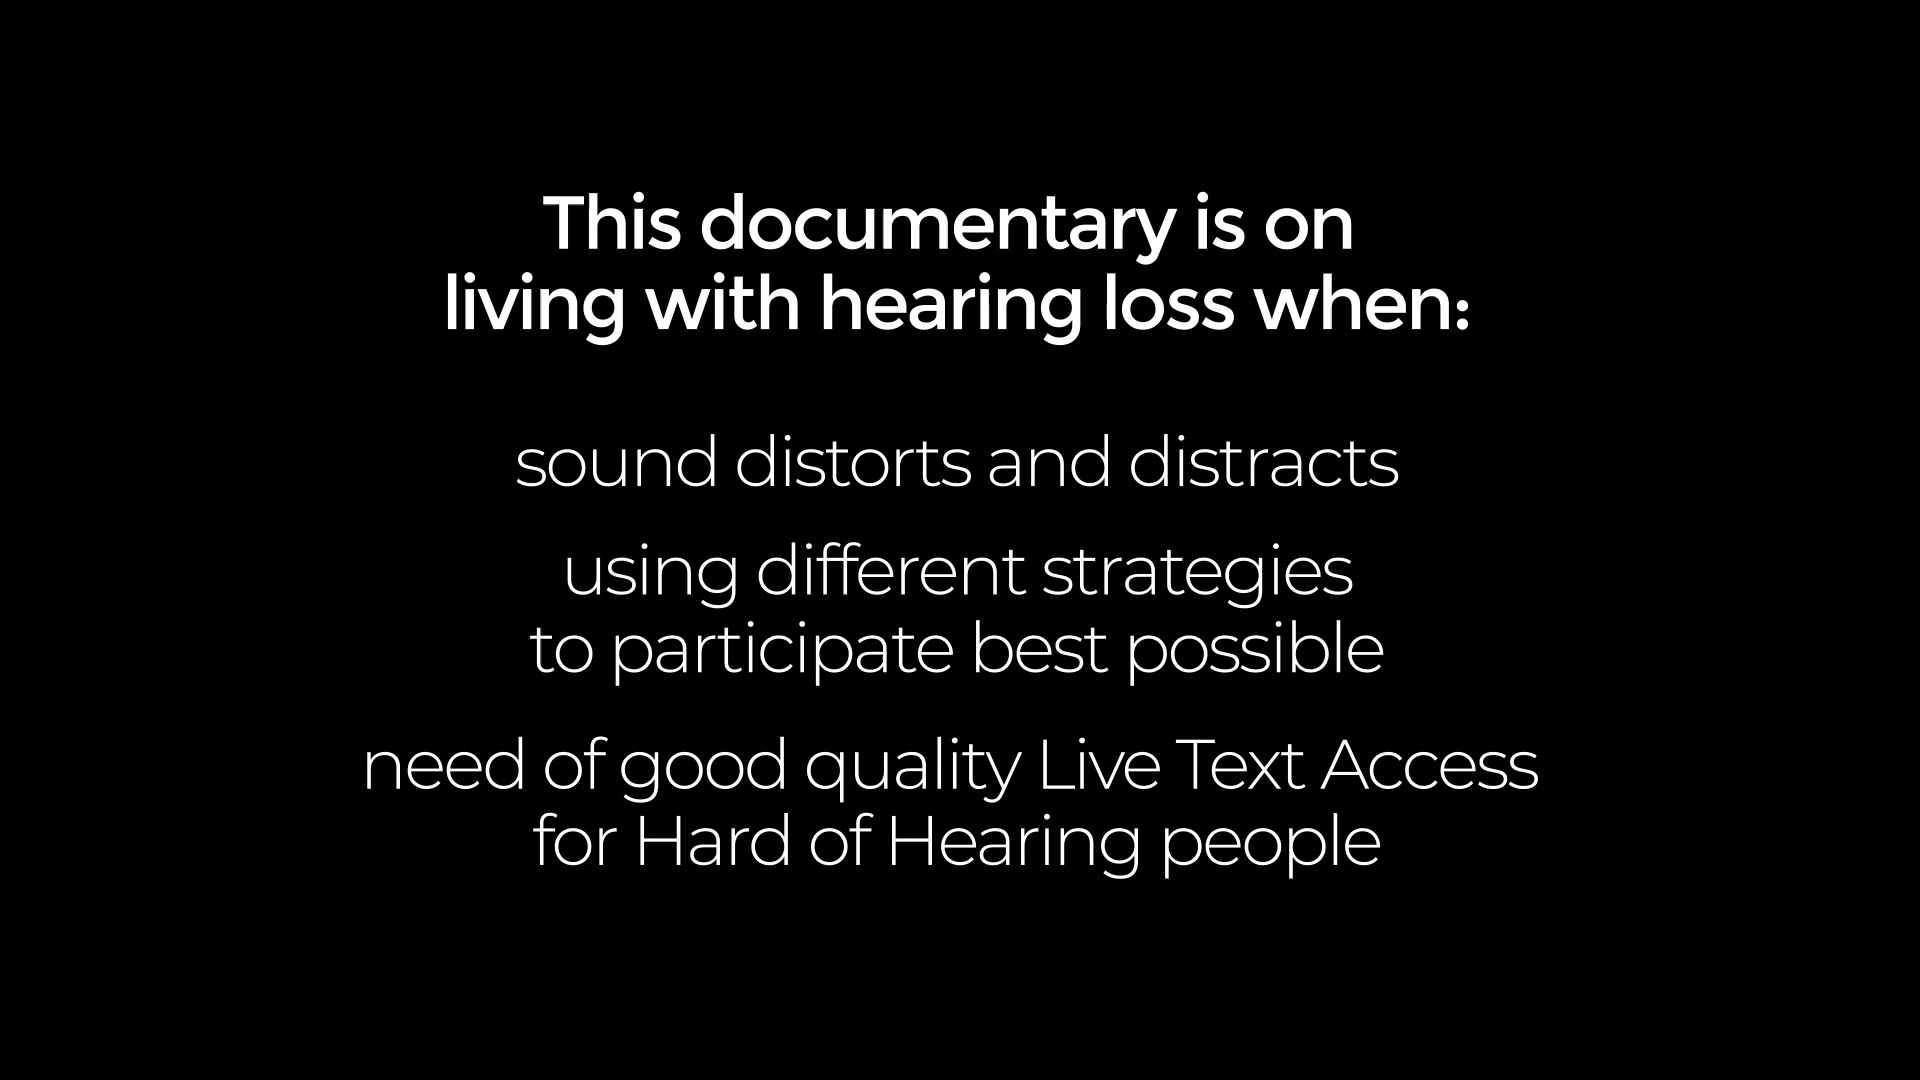 This documentary is on
living with hearing loss when:
sound distorts and distracts
using different strategies
to participate best possible
need of good quality Live Text Access
for Hard of Hearing people